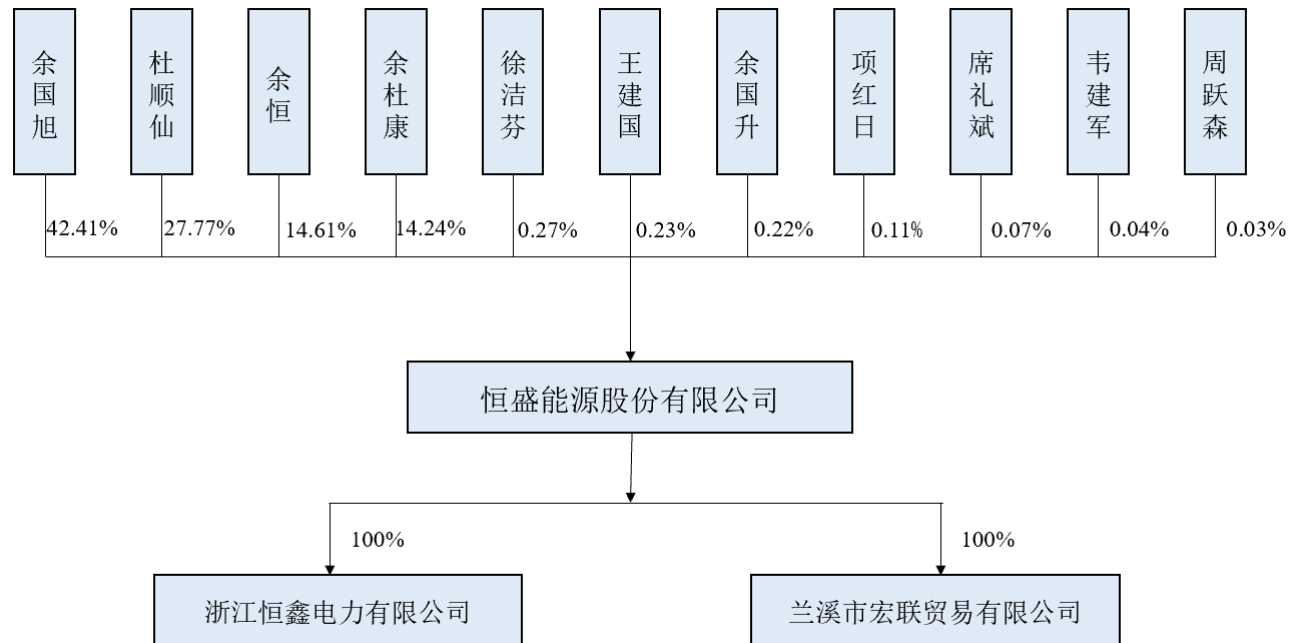 余国旭
杜顺仙
余恒
余杜康
徐洁芬
王建国
余国升
项红日
席礼斌
韦建军
周跃森
42.41%
27.77%
14.61%
14.24%
0.27%
0.23%
0.22%
0.11%
0.07%
0.04%
0.03%
恒盛能源股份有限公司
100%
100%
浙江恒鑫电力有限公司
兰溪市宏联贸易有限公司